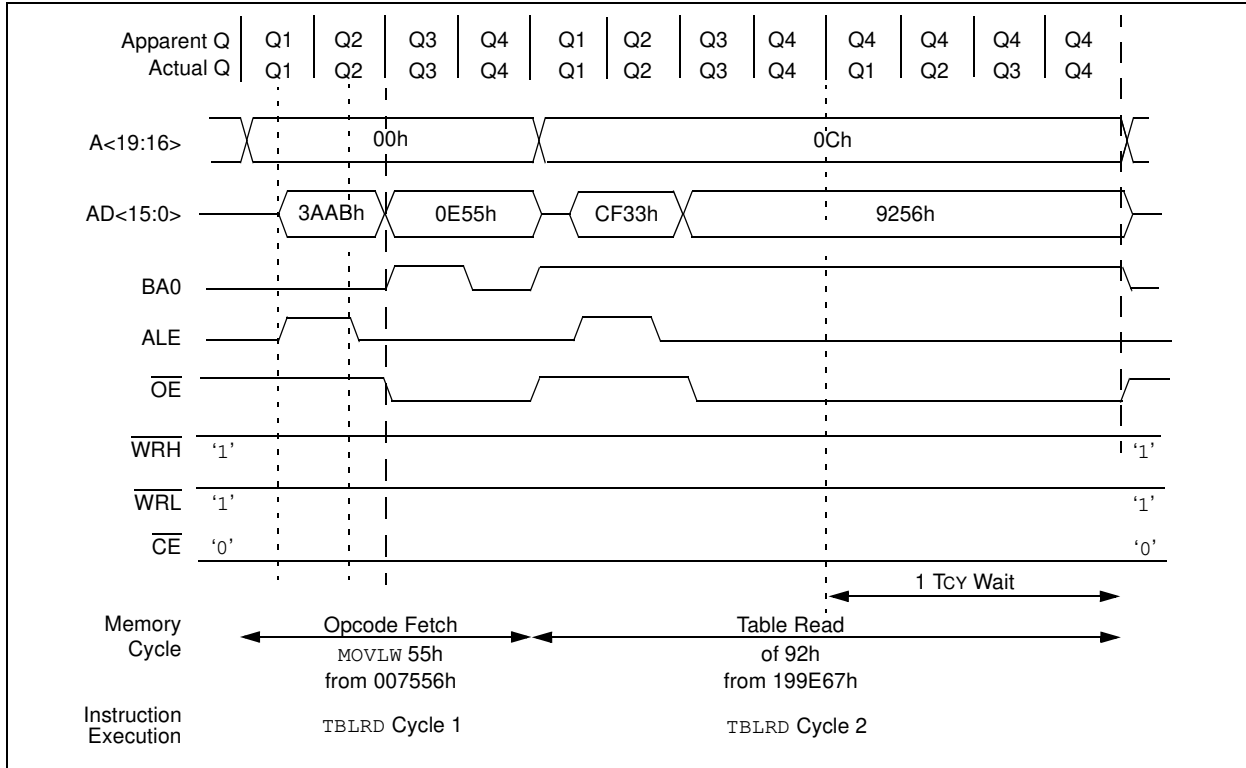 Apparent Q Q1 Q2 Q3 Q4 Q1 Q2 Q3 Q4 Q4 Q4 Q4 Q4
Actual Q Q1 Q2 Q3 Q4 Q1 Q2 Q3 Q4 Q1 Q2 Q3 Q4
A<19:16> 00h 0Ch
AD<15:0> 3AABh 0E55h CF33h 9256h
BA0
ALE
OE
WRH '1' '1'
WRL '1' '1'
CE '0' '0'
1 TCY Wait
Memory Opcode Fetch Table Read
Cycle MOVLW 55h of 92h
from 007556h from 199E67h
Instruction
Execution TBLRD Cycle 1 TBLRD Cycle 2